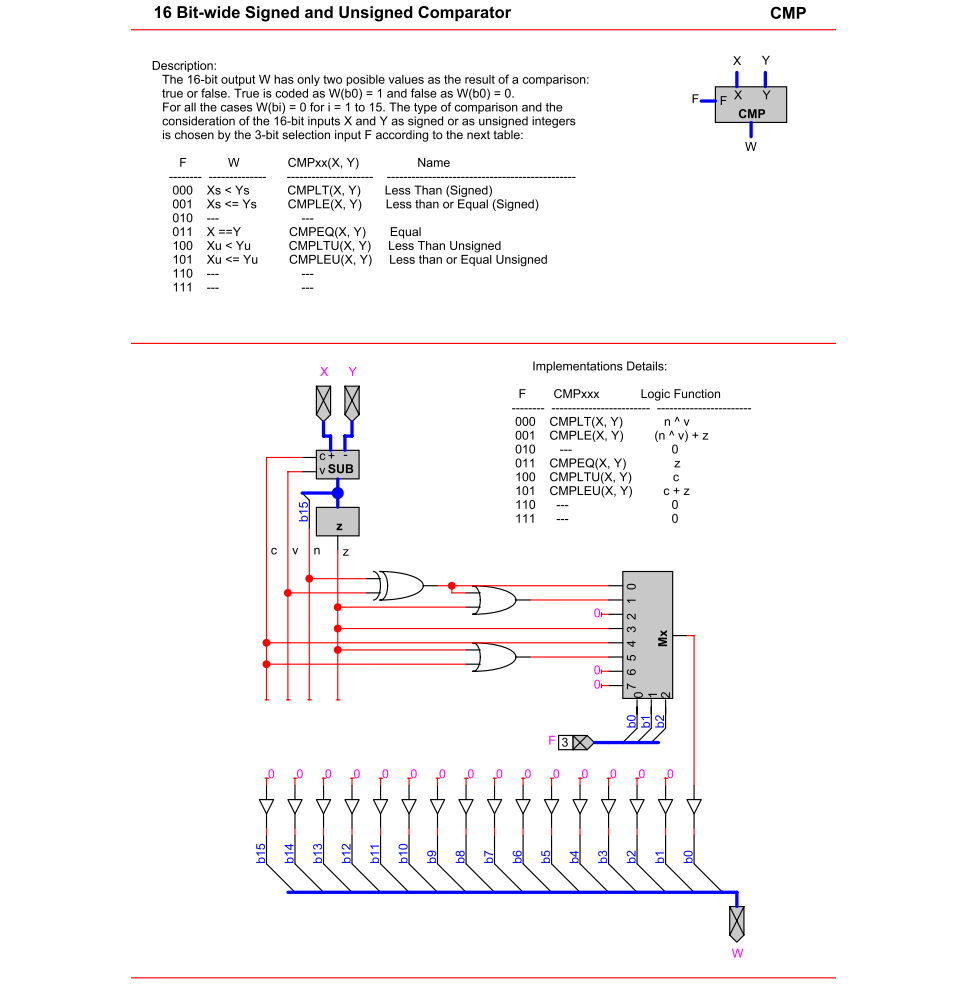 16 Bit-wide Signed and Unsigned Comparator CMP
Description:
The 16-bit output W has only two posible values as the result of a comparison:
true or false. True is coded as W(b0) = 1 and false as W(b0) = 0.
For all the cases W(bi) = 0 for i = 1 to 15. The type of comparison and the
consideration of the 16-bit inputs X and Y as signed or as unsigned integers
is chosen by the 3-bit selection input F according to the next table:
X Y
F F X Y
CMP
W
F W CMPxx(X, Y) Name
-------- -------------- --------------------- ----------------------------------------------
000 Xs < Ys CMPLT(X, Y) Less Than (Signed)
001 Xs <= Ys CMPLE(X, Y) Less than or Equal (Signed)
010 --- ---
011 X ==Y CMPEQ(X, Y) Equal
100 Xu < Yu CMPLTU(X, Y) Less Than Unsigned
101 Xu <= Yu CMPLEU(X, Y) Less than or Equal Unsigned
110 --- ---
111 --- ---
Implementations Details:
F CMPxxx Logic Function
-------- ------------------------ -----------------------
000 CMPLT(X, Y) n ^ v
001 CMPLE(X, Y) (n ^ v) + z
010 --- 0
011 CMPEQ(X, Y) z
100 CMPLTU(X, Y) c
101 CMPLEU(X, Y) c + z
110 --- 0
111 --- 0
X Y
c + -
v SUB
b15
z
c v n z
0
1
0 2
3
4
5
0 6
0 7
Mx
0 1 2
b0 b1 b2
F 3
0 0 0 0 0 0 0 0 0 0 0 0 0 0 0
b15 b14 b13 b12 b11 b10 b9 b8 b7 b6 b5 b4 b3 b2 b1 b0
W